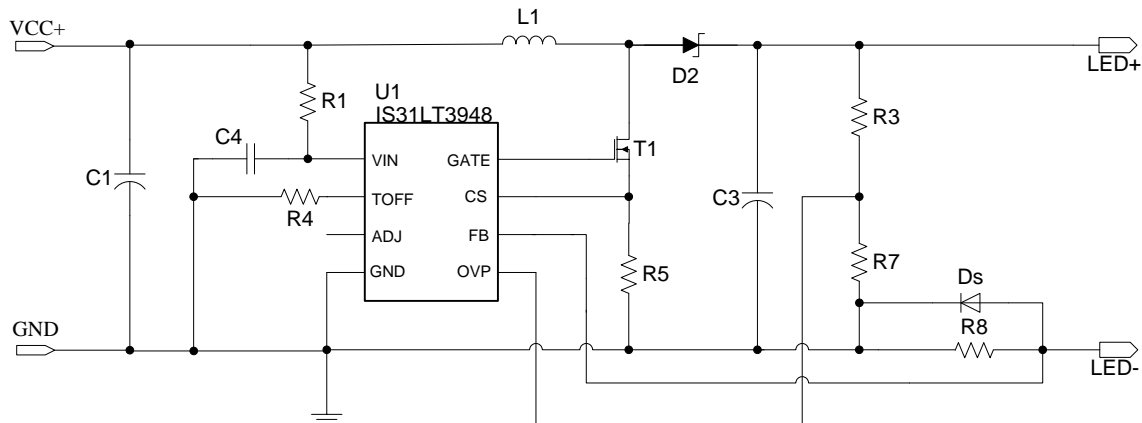 VCC+
L1
LED+
D2
R1
U1
IS31LT3948
R3
C4
VIN
GATE
T1
C1
TOFF
CS
C3
R4
ADJ
FB
R5
R7
Ds
GND
OVP
R8
GND
LED-